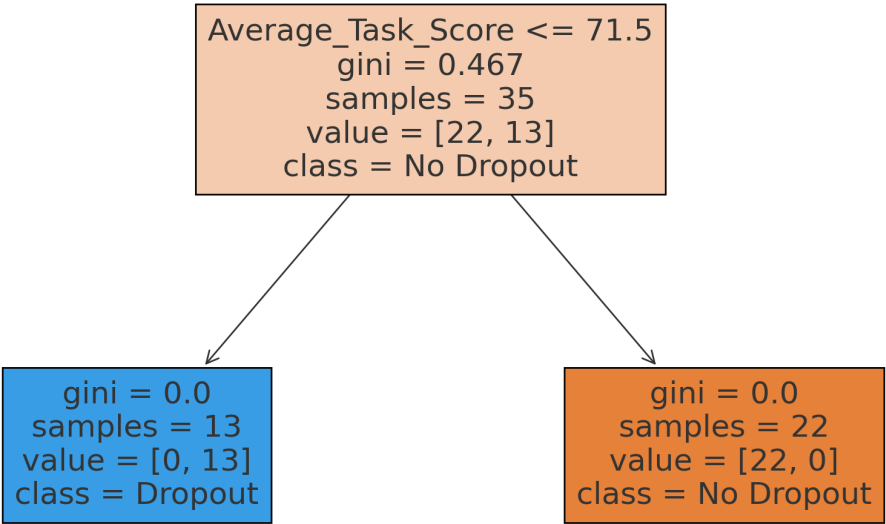 Average_Task_Score <= 71.5
gini = 0.467
samples = 35
value = [22, 13]
class = No Dropout
gini = 0.0
samples = 13
value = [0, 13]
class = Dropout
gini = 0.0
samples = 22
value = [22, 0]
class = No Dropout